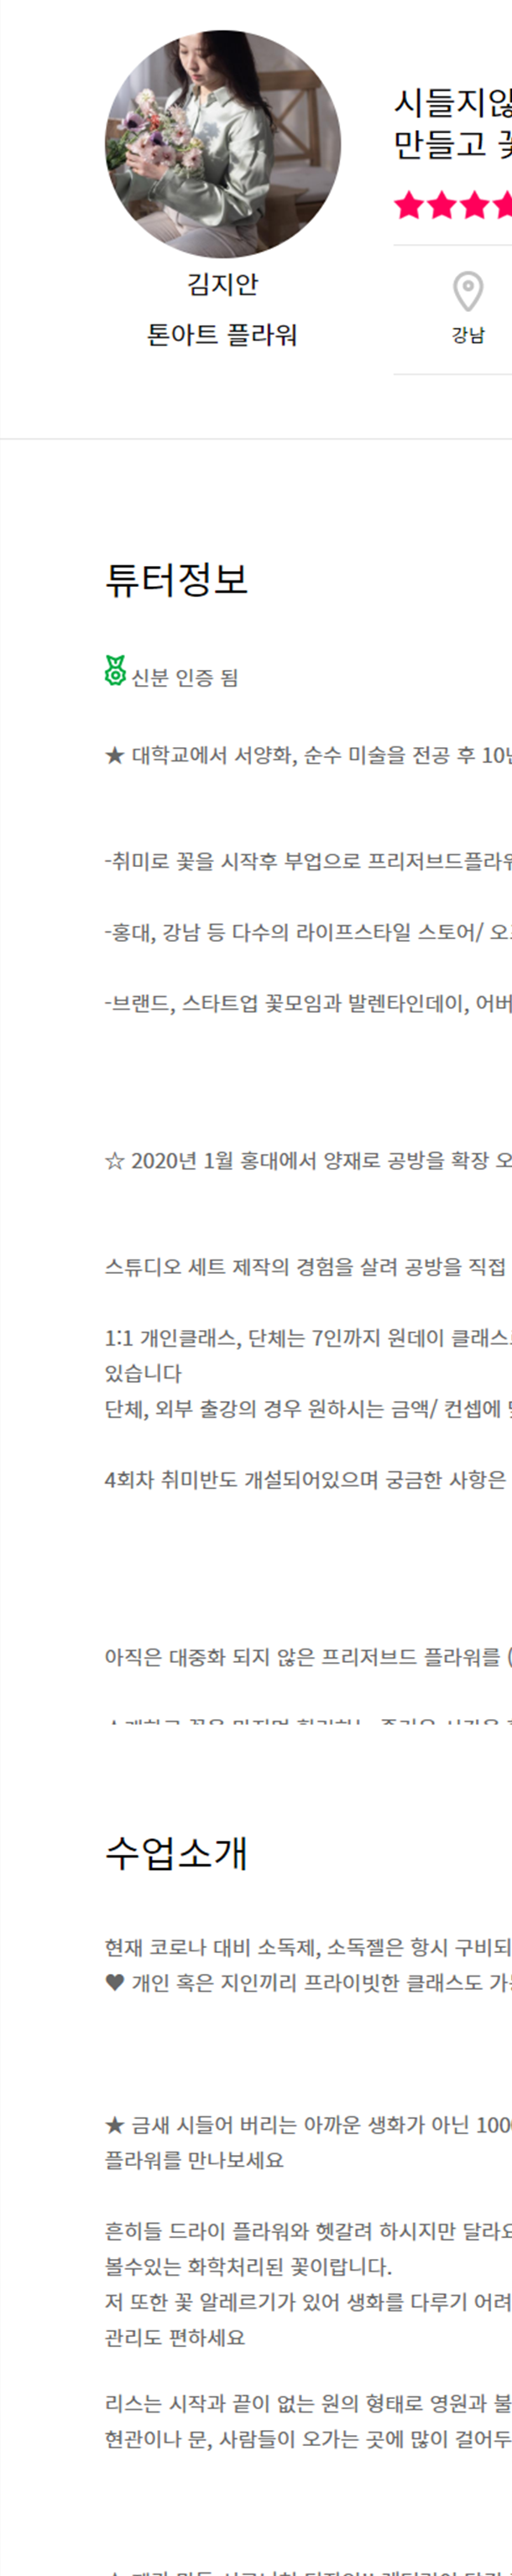 시들지않
만들고
김지안
톤아트 플라워
강남
튜터정보
신분 인증 됨
★ 대학교에서 서양화, 순수 미술을 전공 후 10년
-취미로 꽃을 시작후 부업으로 프리저브드플라워
-홍대, 강남 등 다수의 라이프스타일 스토어/ 오
-브랜드, 스타트업 꽃모임과 발렌타인데이, 어버
☆ 2020년 1월 홍대에서 양재로 공방을 확장 오
스튜디오 세트 제작의 경험을 살려 공방을 직접
1:1 개인클래스, 단체는 7인까지 원데이 클래스
있습니다
단체, 외부 출강의 경우 원하시는 금액/ 컨셉에
4회차 취미반도 개설되어있으며 궁금한 사항은
아직은 대중화 되지 않은 프리저브드 플라워를 (
수업소개
현재 코로나 대비 소독제, 소독젤은 항시 구비되
♥ 개인 혹은 지인끼리 프라이빗한 클래스도 가
★ 금새 시들어 버리는 아까운 생화가 아닌 100
플라워를 만나보세요
흔히들 드라이 플라워와 헷갈려 하시지만 달라요
볼수있는 화학처리된 꽃이랍니다.
저 또한 꽃 알레르기가 있어 생화를 다루기 어려
관리도 편하세요
리스는 시작과 끝이 없는 원의 형태로 영원과 불
현관이나 문, 사람들이 오가는 곳에 많이 걸어두